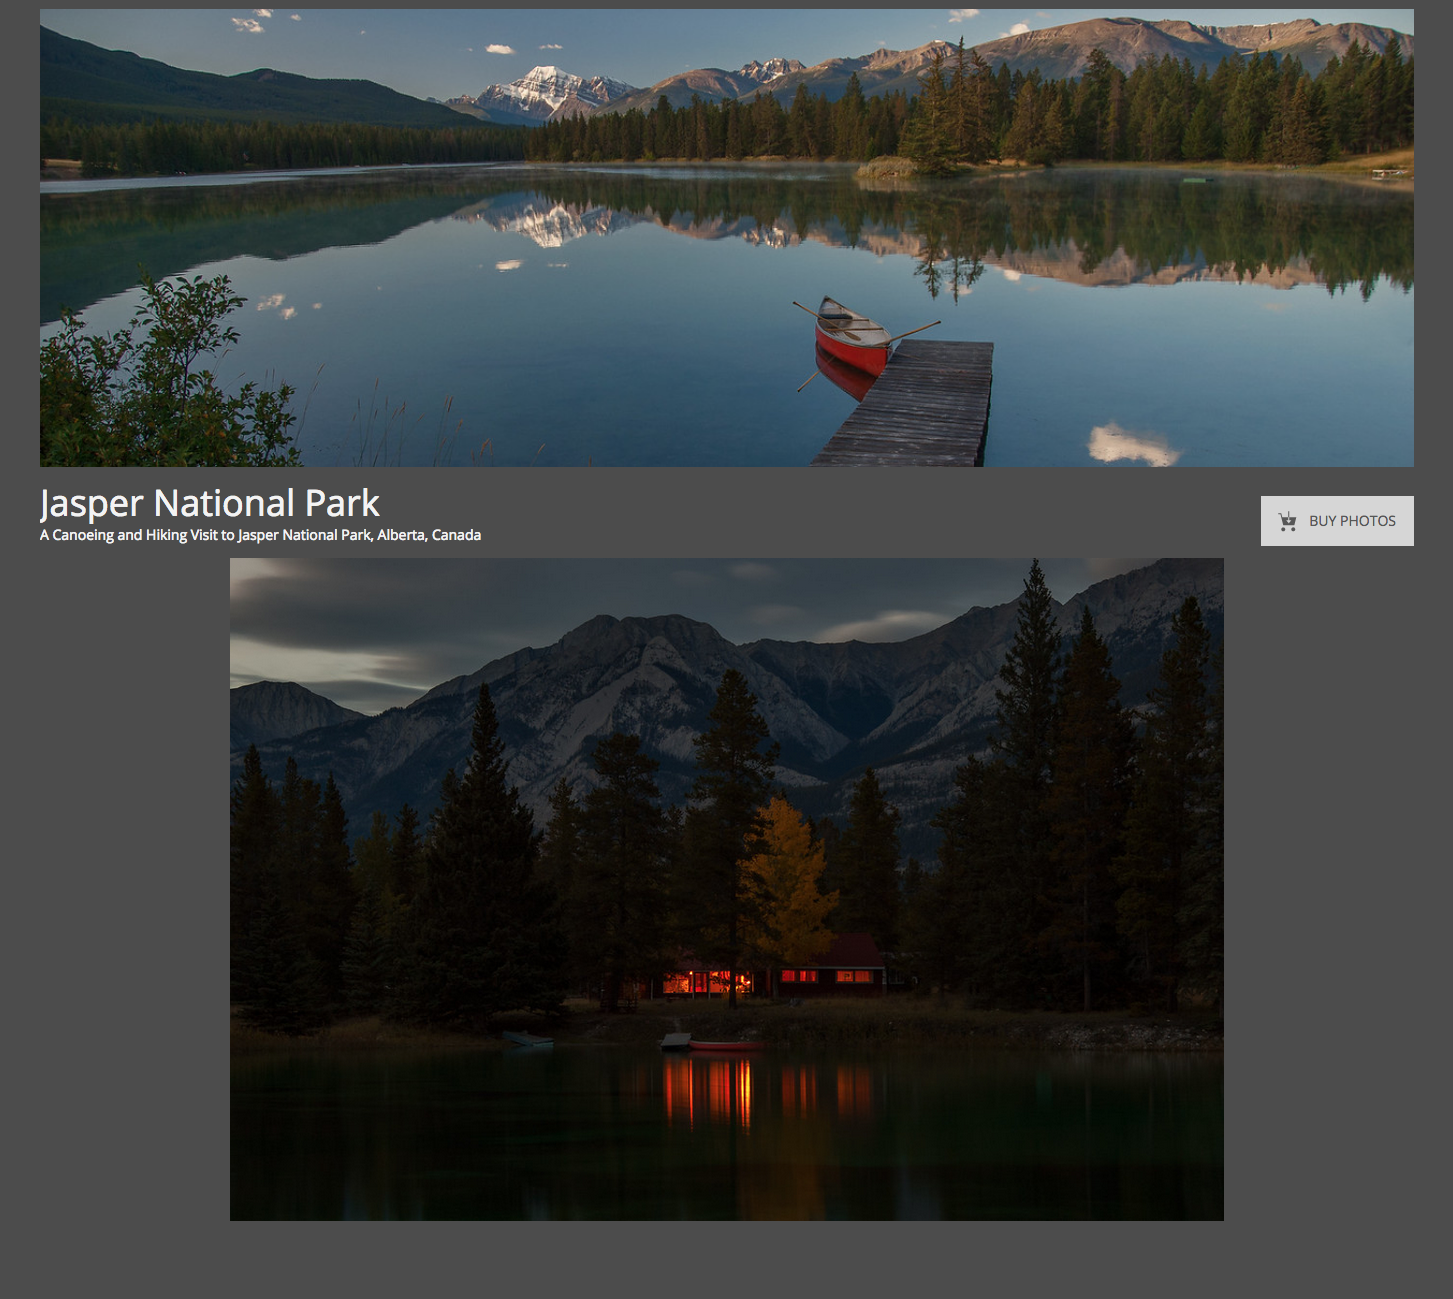 Jasper National Park
A Canoeing and Hiking Visit to Jasper National Park, Alberta, Canada
BUY PHOTOS